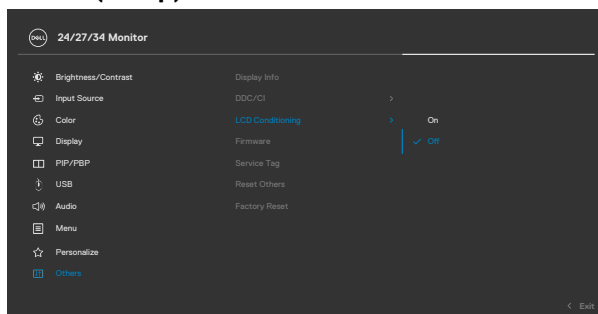 DELL 24/27/34 Monitor
Brightness/Contrast Display Info
Input Source DDC/CI
Color LCD Conditioning On
Display Firmware Off
PIP/PBP Service Tag
USB Reset Others
Audio Factory Reset
Menu
Personalize
Others
Exit